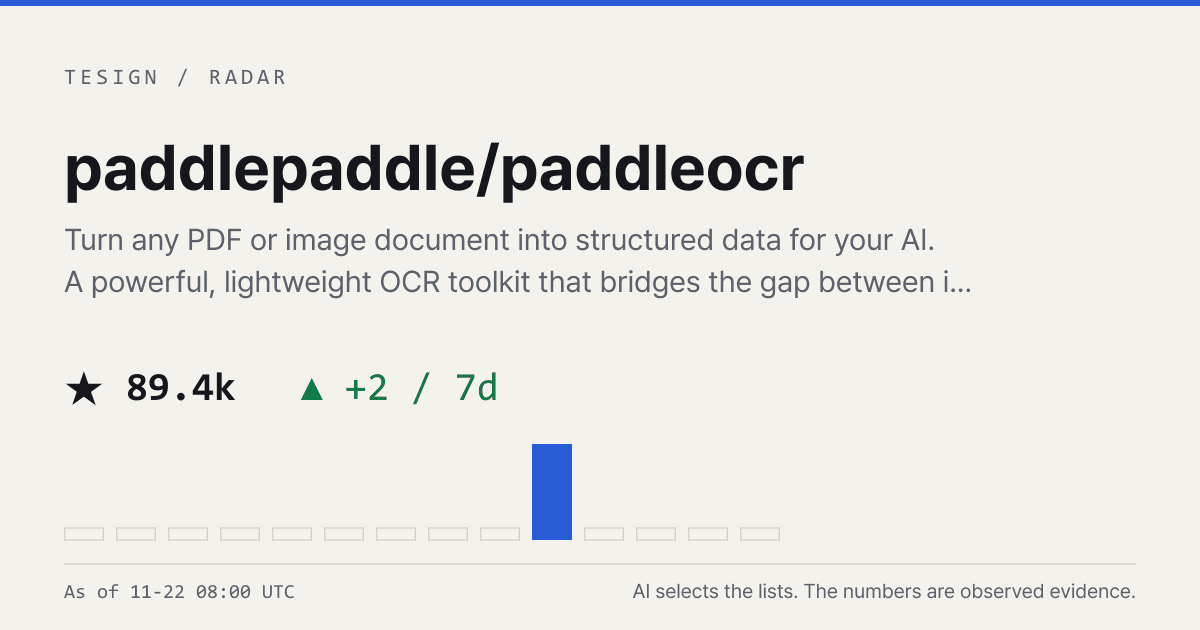 TESIGN / RADAR
paddlepaddle/paddleocr
Turn any PDF or image document into structured data for your AI.
A powerful, lightweight OCR toolkit that bridges the gap between i...
★ 89.4k ▲ +2 / 7d
As of 11-22 08:00 UTC
AI selects the lists. The numbers are observed evidence.